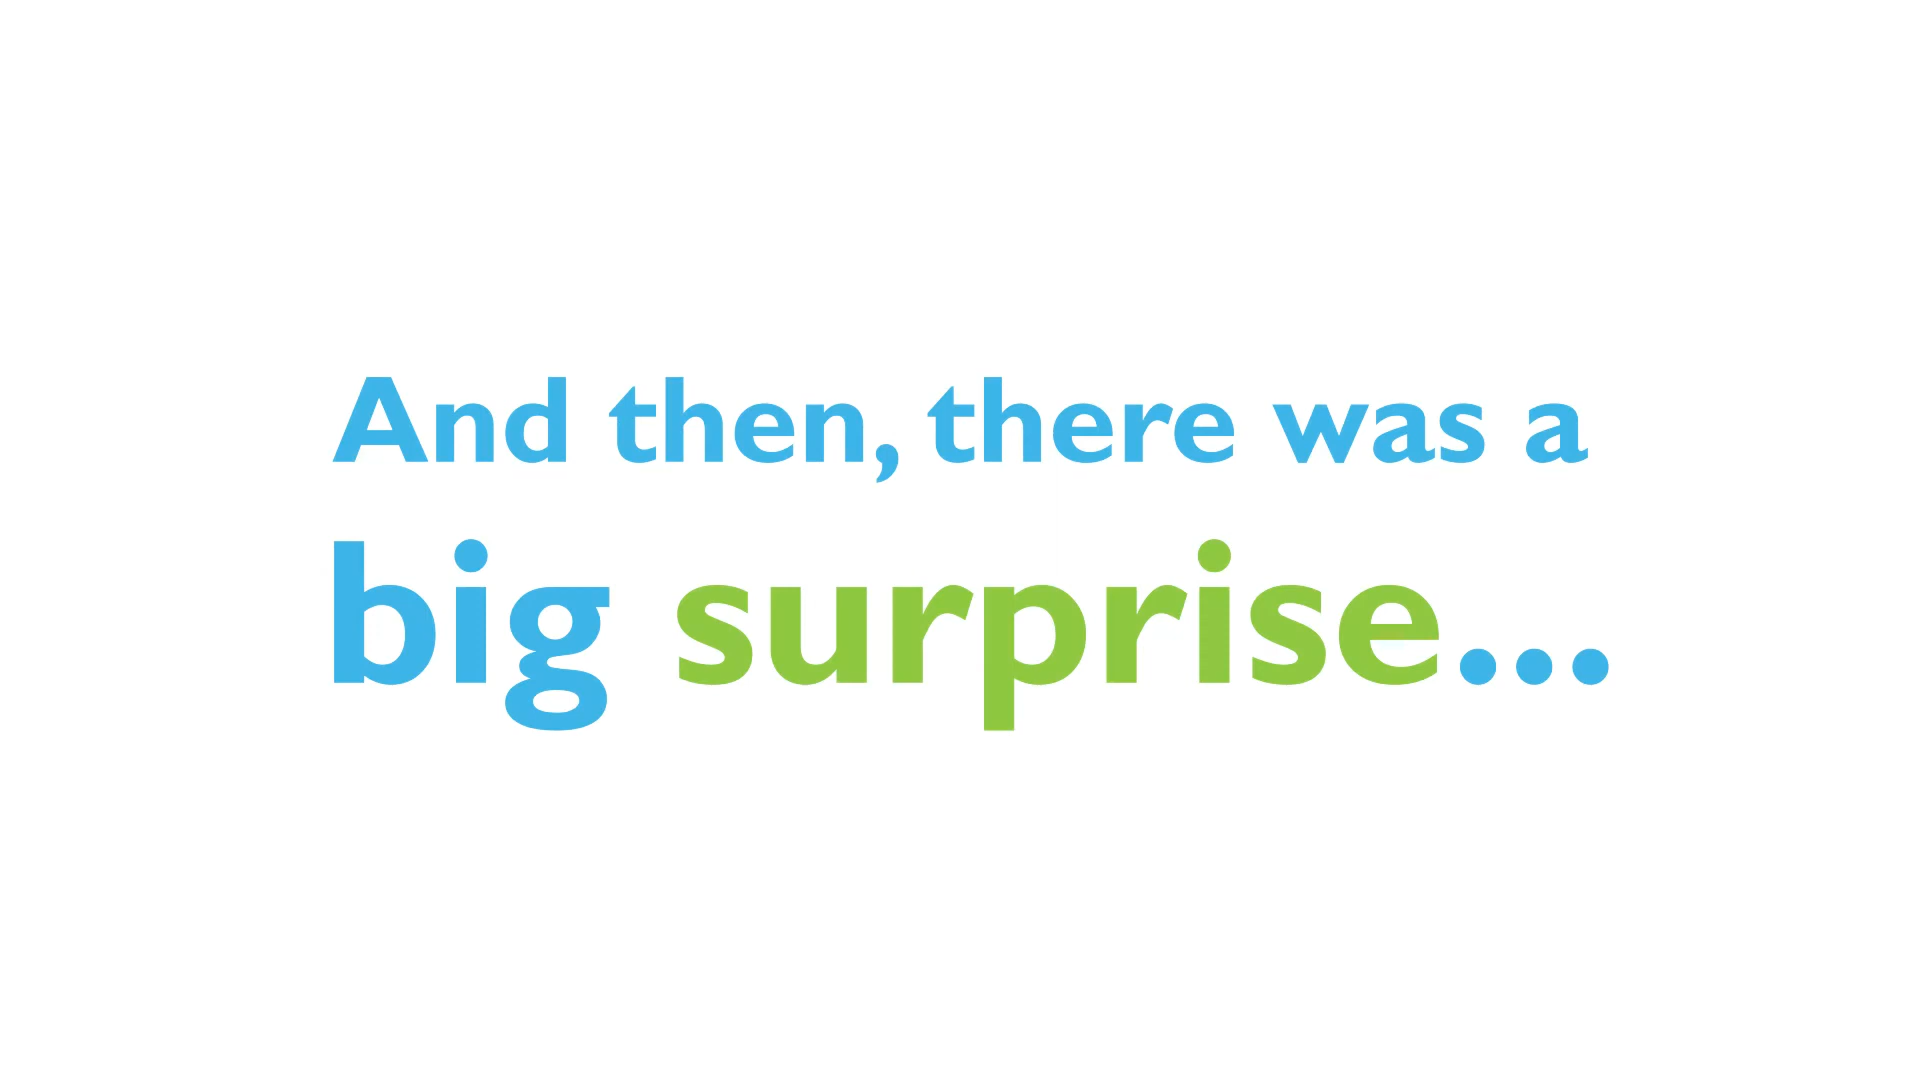 And then, there was a
big surprise...